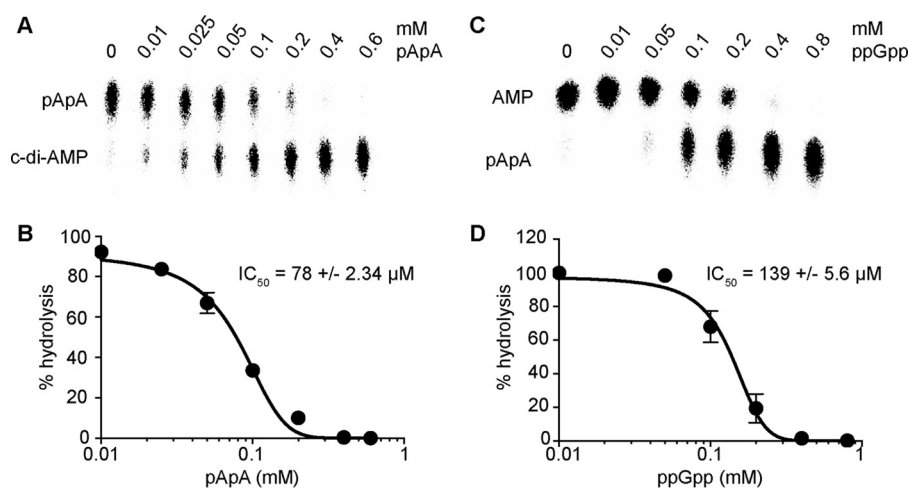 A
0 0.01 0.025 0.05 0.1 0.2 0.4 0.6 mM pApA
pApA
c-di-AMP
B
100
80
60
40
20
0
% hydrolysis
IC50 = 78 +/- 2.34 µM
0.01 0.1 1
pApA (mM)
C
0 0.01 0.05 0.1 0.2 0.4 0.8 mM ppGpp
AMP
pApA
D
120
100
80
60
40
20
0
% hydrolysis
IC50 = 139 +/- 5.6 µM
0.01 0.1 1
ppGpp (mM)